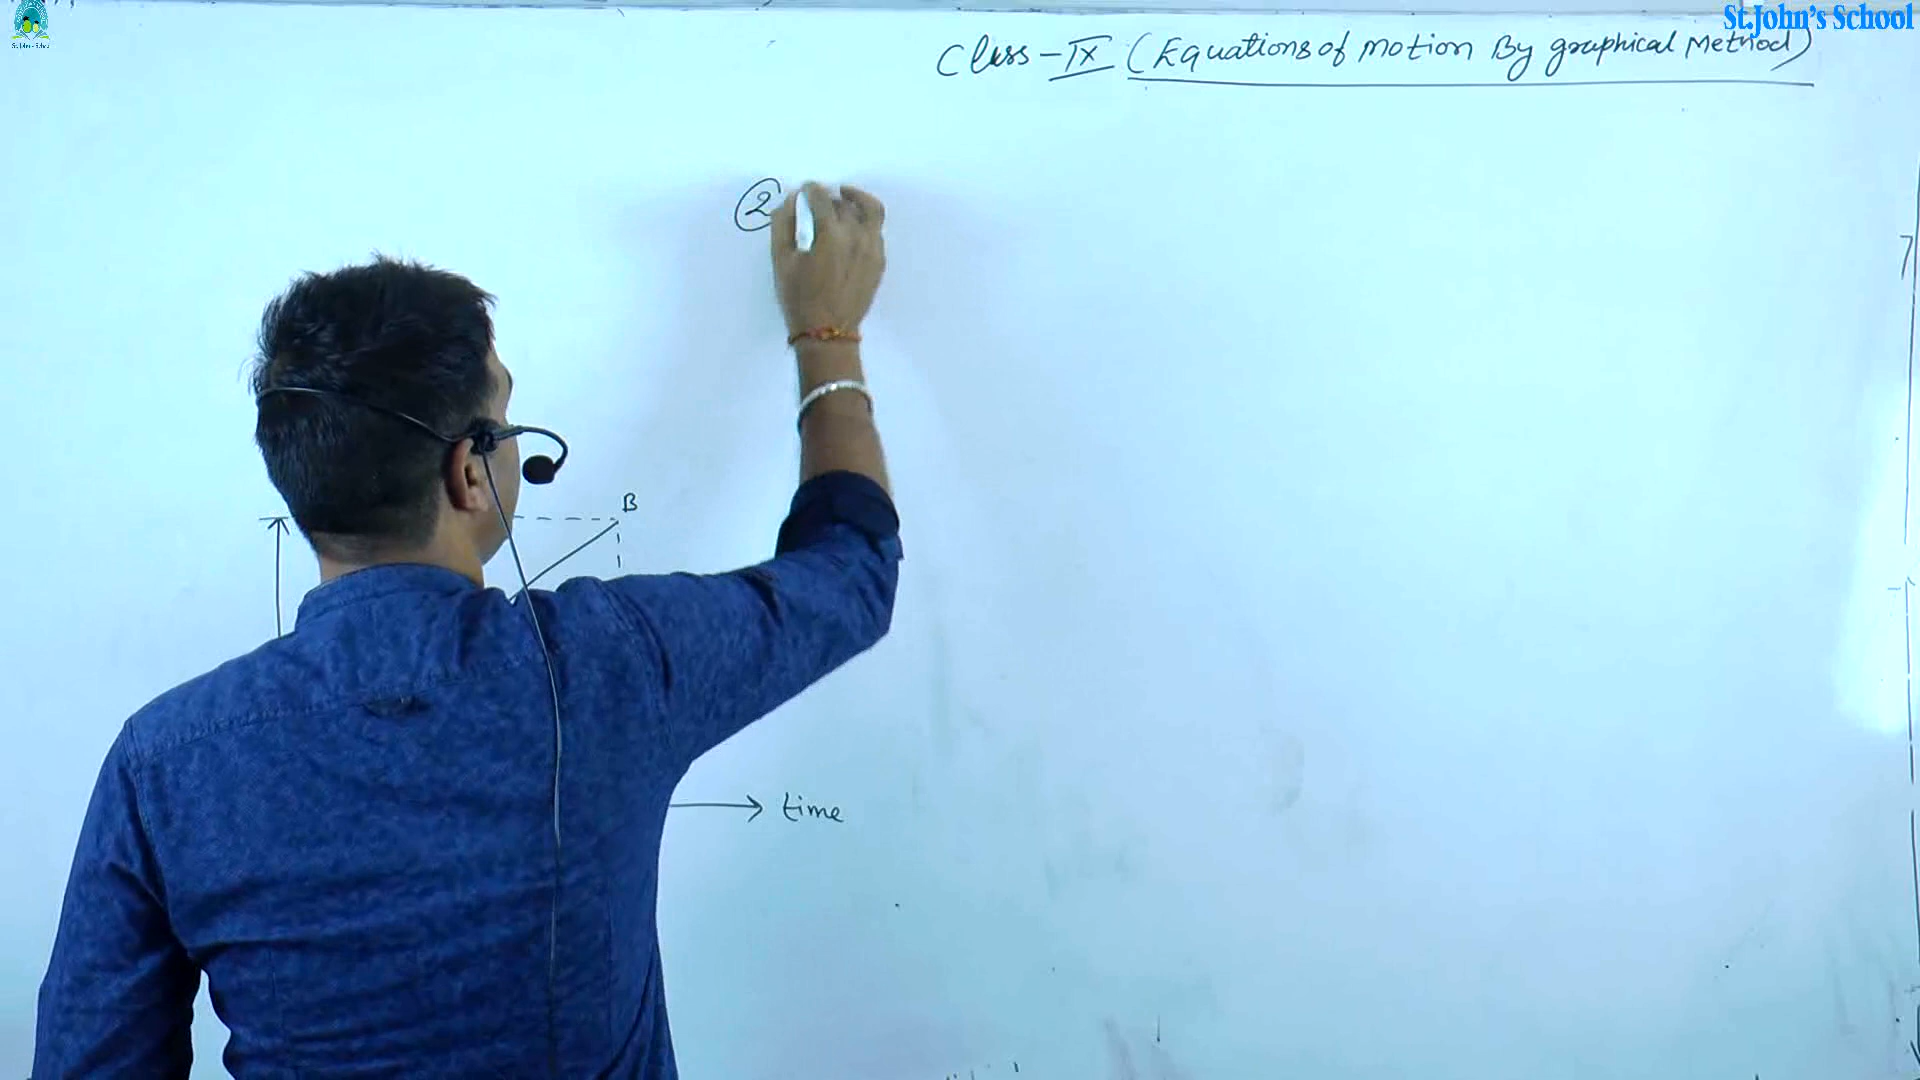 St.John's School
Class-IX (Equations of Motion By graphical Method)
2
B
time